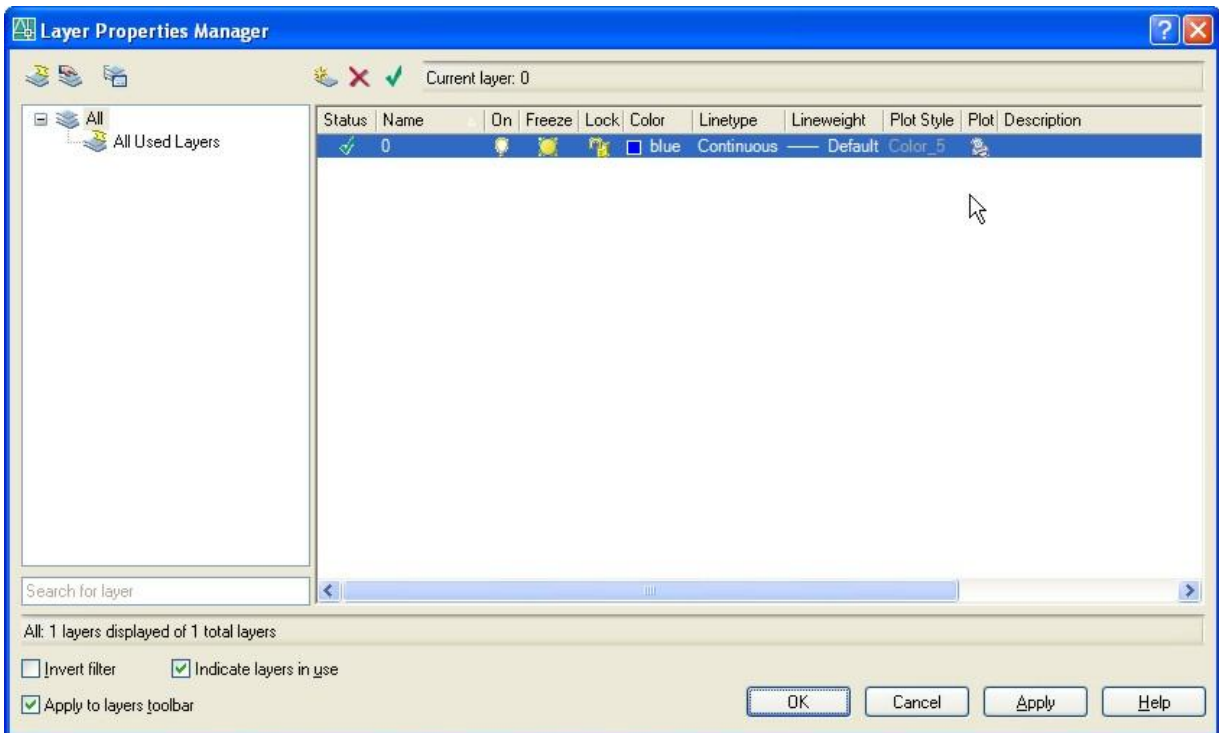 Layer Properties Manager
Current layer: 0
All
All Used Layers
Status Name On Freeze Lock Color Linetype Lineweight Plot Style Plot Description
0 blue Continuous Default Color_5
Search for layer
All: 1 layers displayed of 1 total layers
Invert filter Indicate layers in use
Apply to layers toolbar
OK Cancel Apply Help